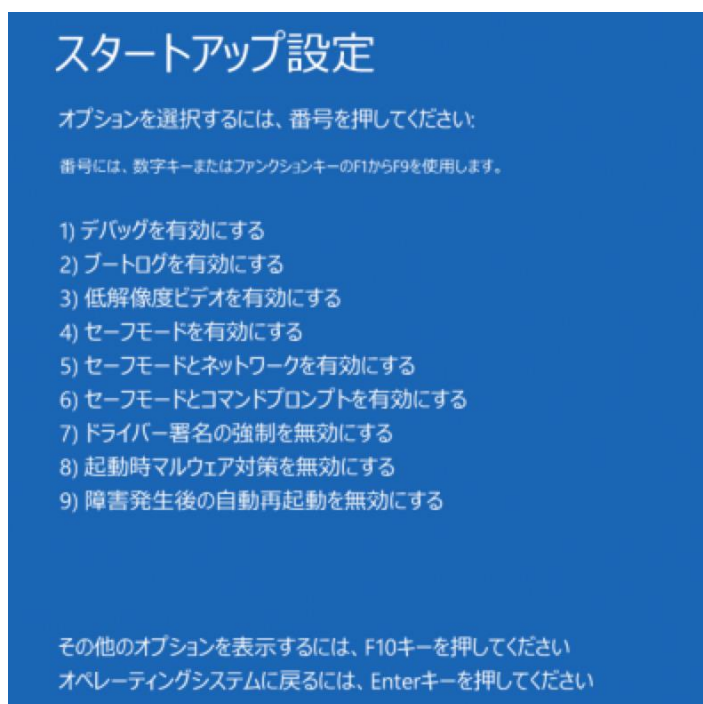 スタートアップ設定
オプションを選択するには、番号を押してください:
番号には、数字キーまたはファンクションキーのF1からF9を使用します。
1) デバッグを有効にする
2) ブートログを有効にする
3) 低解像度ビデオを有効にする
4) セーフモードを有効にする
5) セーフモードとネットワークを有効にする
6) セーフモードとコマンドプロンプトを有効にする
7) ドライバー署名の強制を無効にする
8) 起動時マルウェア対策を無効にする
9) 障害発生後の自動再起動を無効にする
その他のオプションを表示するには、F10キーを押してください
オペレーティングシステムに戻るには、Enterキーを押してください